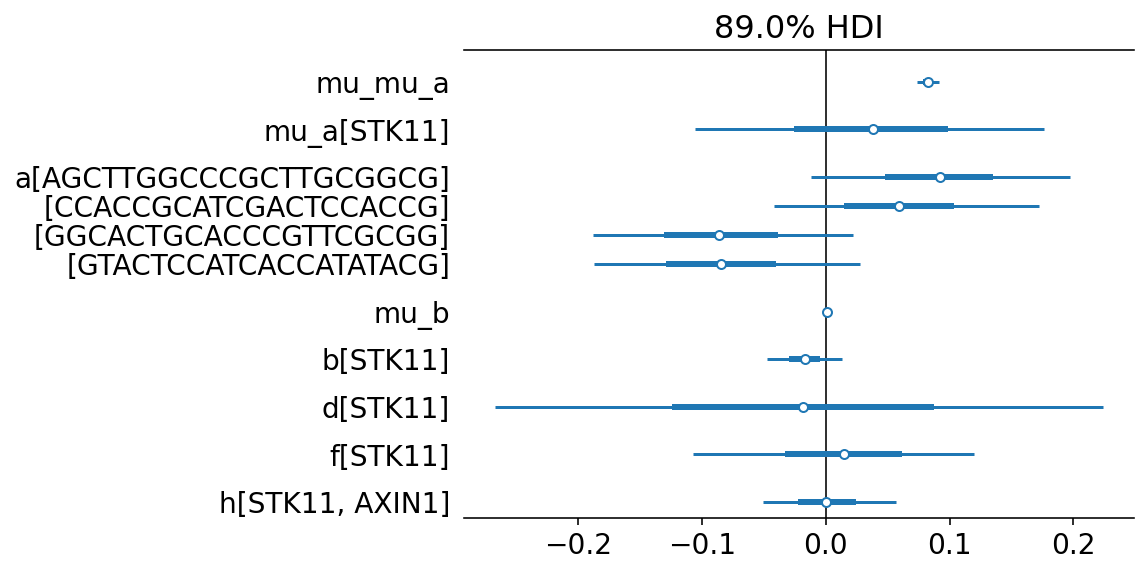 89.0% HDI
mu_mu_a
mu_a[STK11]
a[AGCTTGGCCCGCTTGCGGCG]
[CCACCGCATCGACTCCACCG]
[GGCACTGCACCCGTTCGCGG]
[GTACTCCATCACCATATACG]
mu_b
b[STK11]
d[STK11]
f[STK11]
h[STK11, AXIN1]
−0.2 −0.1 0.0 0.1 0.2